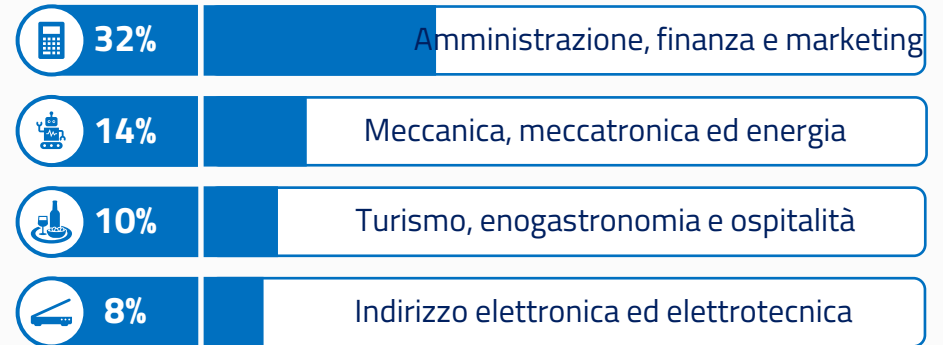 32% Amministrazione, finanza e marketing
14% Meccanica, meccatronica ed energia
10% Turismo, enogastronomia e ospitalità
8% Indirizzo elettronica ed elettrotecnica